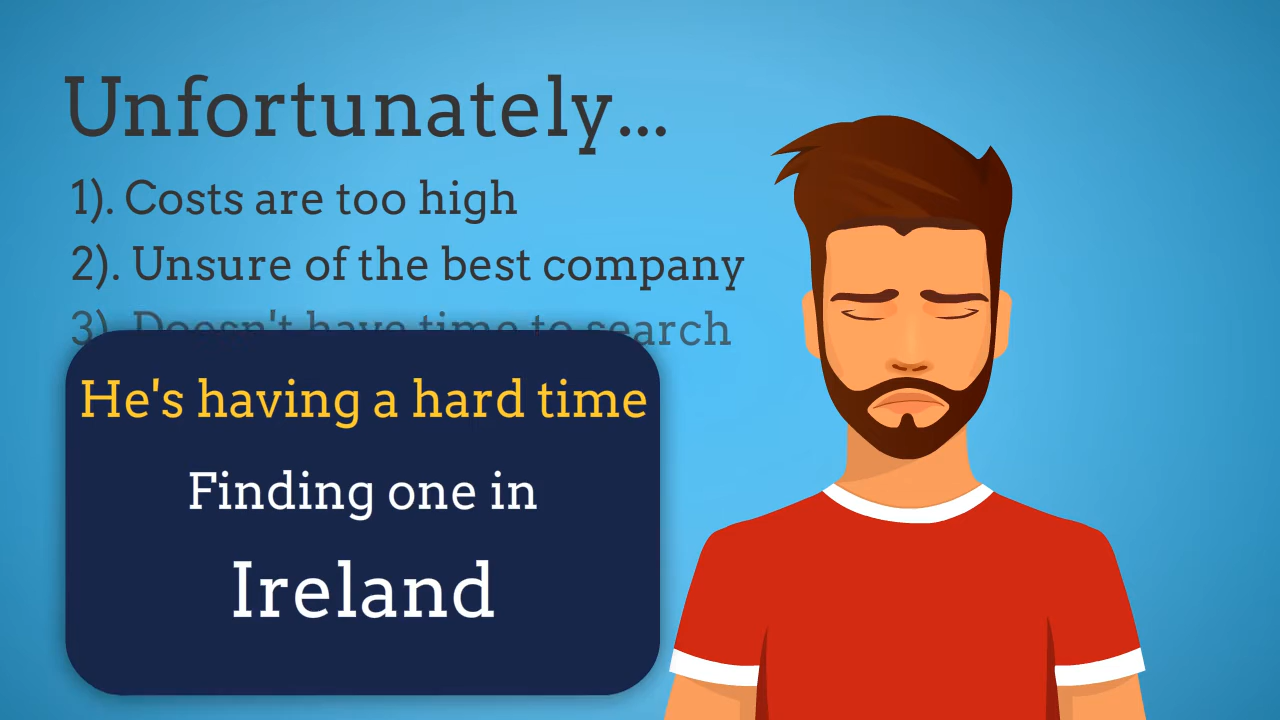 Unfortunately...
1). Costs are too high
2). Unsure of the best company
3). Doesn't have time to search
He's having a hard time
Finding one in
Ireland